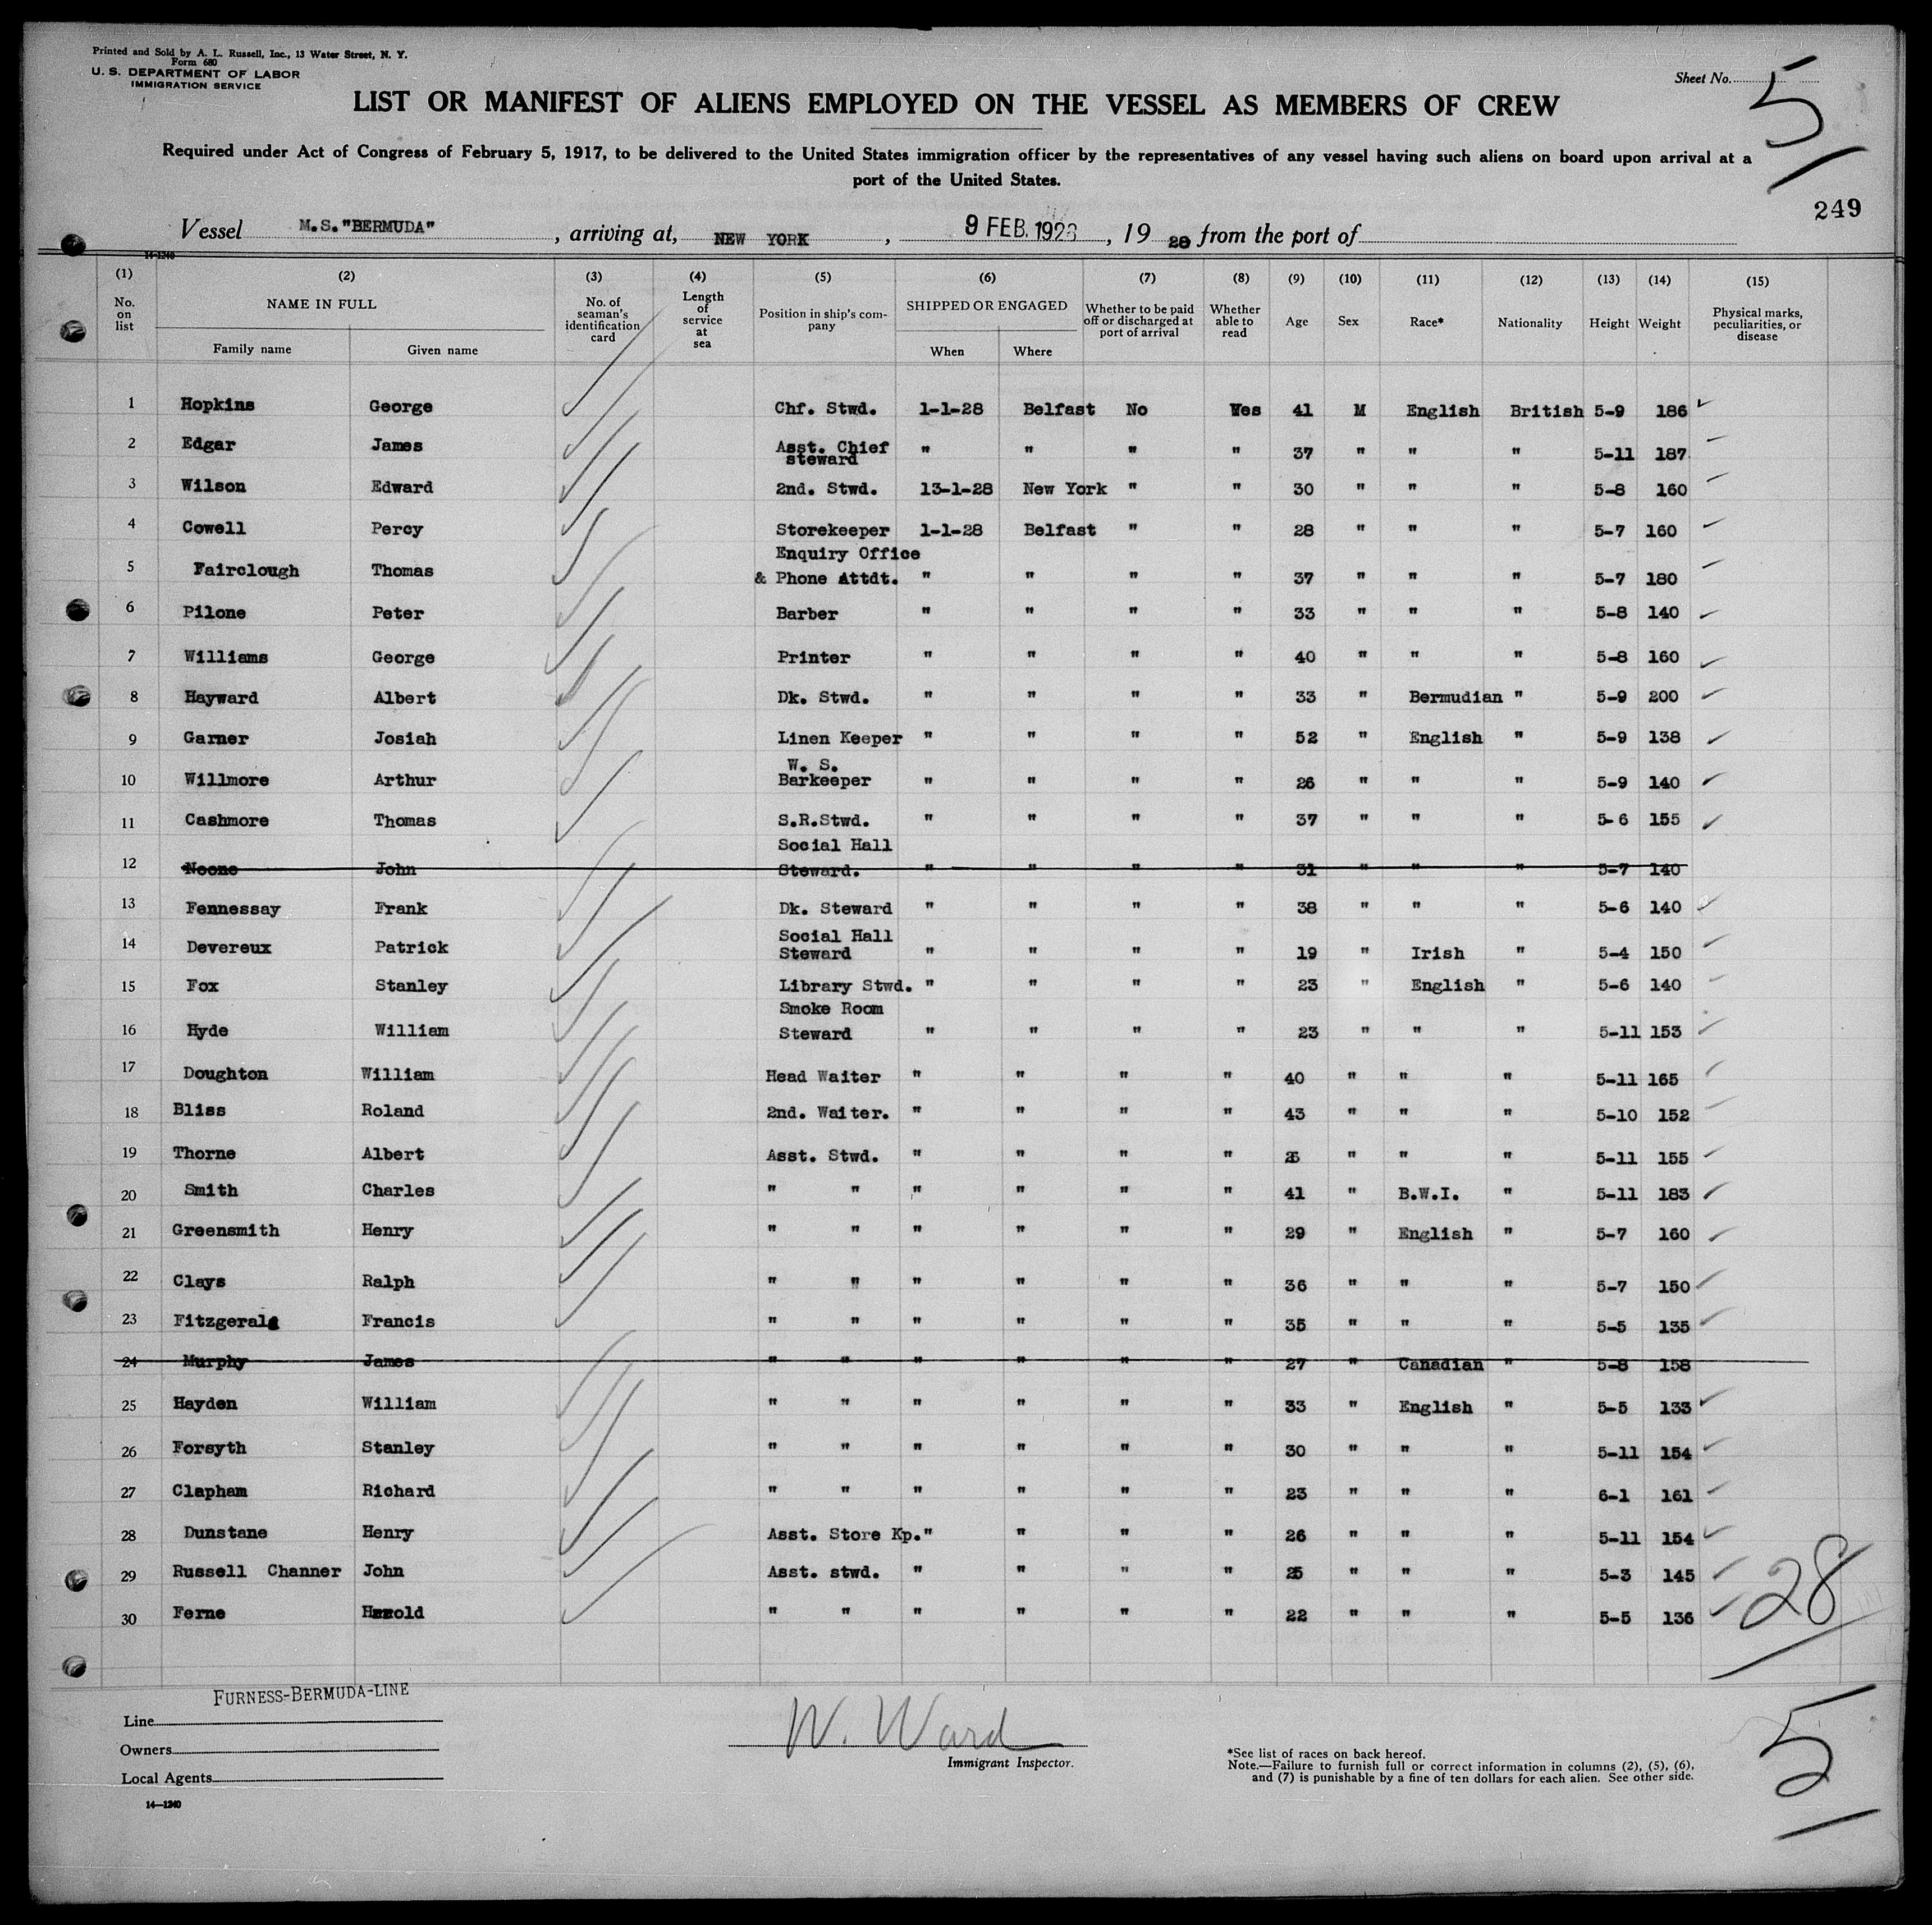 Printed and Sold by A. L. Russell, Inc., 13 Water Street, N. Y.
Form 680
U. S. DEPARTMENT OF LABOR
IMMIGRATION SERVICE
Sheet No. 5
LIST OR MANIFEST OF ALIENS EMPLOYED ON THE VESSEL AS MEMBERS OF CREW
Required under Act of Congress of February 5, 1917, to be delivered to the United States immigration officer by the representatives of any vessel having such aliens on board upon arrival at a
port of the United States.
249
Vessel M.S."BERMUDA", arriving at, NEW YORK, 9 FEB. 1928, 19 28 from the port of
14-1240
(1) (2) (3) (4) (5) (6) (7) (8) (9) (10) (11) (12) (13) (14) (15)
No. on list NAME IN FULL Family name Given name No. of seaman's identification card Length of service at sea Position in ship's company SHIPPED OR ENGAGED When Where Whether to be paid off or discharged at port of arrival Whether able to read Age Sex Race* Nationality Height Weight Physical marks, peculiarities, or disease
1 Hopkins George Chf. Stwd. 1-1-28 Belfast No Yes 41 M English British 5-9 186
2 Edgar James Asst. Chief steward " " " " 37 " " " 5-11 187
3 Wilson Edward 2nd. Stwd. 13-1-28 New York " " 30 " " " 5-8 160
4 Cowell Percy Storekeeper 1-1-28 Belfast " " 28 " " " 5-7 160
5 Fairclough Thomas Enquiry Office & Phone Attdt. " " " " 37 " " " 5-7 180
6 Pilone Peter Barber " " " " 33 " " " 5-8 140
7 Williams George Printer " " " " 40 " " " 5-8 160
8 Hayward Albert Dk. Stwd. " " " " 33 " Bermudian " 5-9 200
9 Garner Josiah Linen Keeper " " " " 52 " English " 5-9 138
10 Willmore Arthur W. S. Barkeeper " " " " 26 " " " 5-9 140
11 Cashmore Thomas S.R.Stwd. " " " " 37 " " " 5-6 155
12 Noone John Social Hall Steward. " " " " 31 " " " 5-7 140
13 Fennessay Frank Dk. Steward " " " " 38 " " " 5-6 140
14 Devereux Patrick Social Hall Steward " " " " 19 " Irish " 5-4 150
15 Fox Stanley Library Stwd. " " " " 23 " English " 5-6 140
16 Hyde William Smoke Room Steward " " " " 23 " " " 5-11 153
17 Doughton William Head Waiter " " " " 40 " " " 5-11 165
18 Bliss Roland 2nd. Waiter. " " " " 43 " " " 5-10 152
19 Thorne Albert Asst. Stwd. " " " " " " " 5-11 155
20 Smith Charles " " " " " " 41 " B.W.I. " 5-11 183
21 Greensmith Henry " " " " " " 29 " English " 5-7 160
22 Clays Ralph " " " " " " 36 " " " 5-7 150
23 Fitzgerald Francis " " " " " " 35 " " " 5-5 135
24 Murphy James " " " " " " 27 " Canadian " 5-8 158
25 Hayden William " " " " " " 33 " English " 5-5 133
26 Forsyth Stanley " " " " " " 30 " " " 5-11 154
27 Clapham Richard " " " " " " 23 " " " 6-1 161
28 Dunstane Henry Asst. Store Kp." " " " 26 " " " 5-11 154
29 Russell Channer John Asst. stwd. " " " " 25 " " " 5-3 145
30 Ferne Harold " " " " " " 22 " " " 5-5 136
28
FURNESS-BERMUDA-LINE
Line
Owners
Local Agents
14—1240
W. Ward
Immigrant Inspector.
*See list of races on back hereof.
Note.—Failure to furnish full or correct information in columns (2), (5), (6),
and (7) is punishable by a fine of ten dollars for each alien. See other side.
5